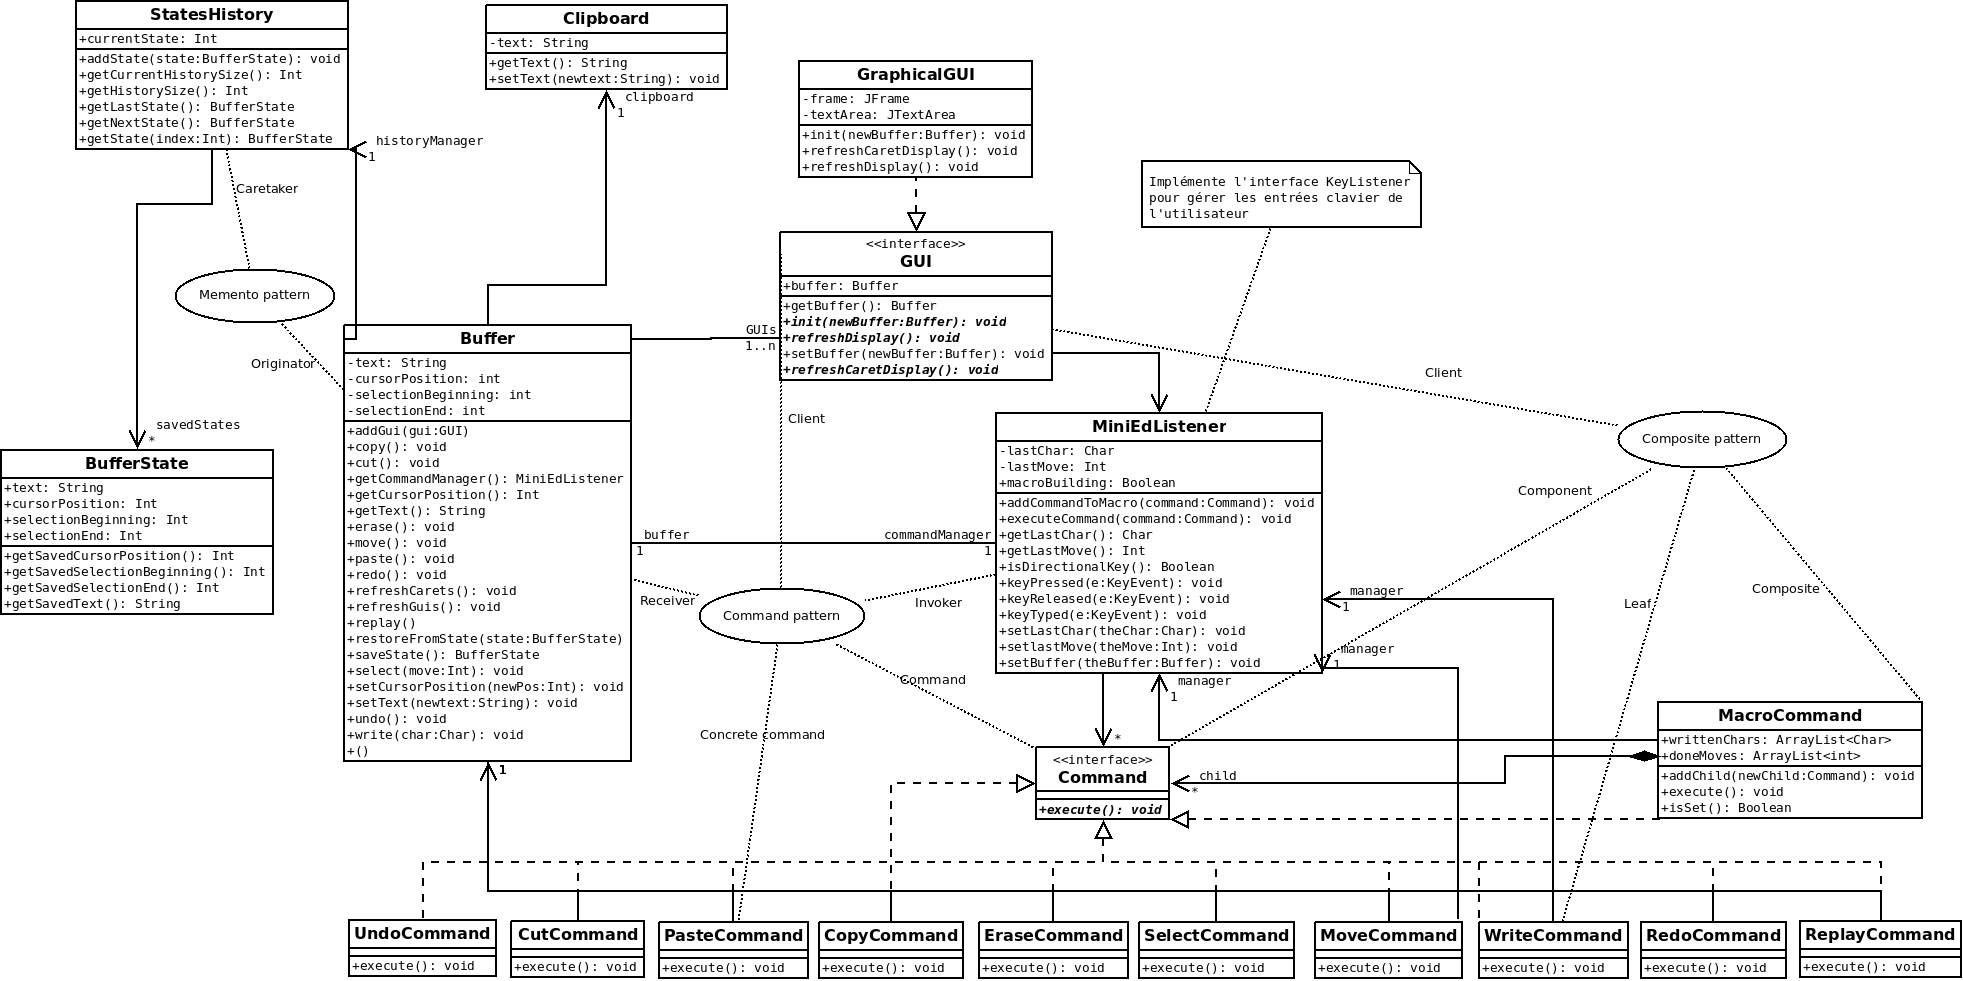 StatesHistory
+currentState: Int
+addState(state:BufferState): void
+getCurrentHistorySize(): Int
+getHistorySize(): Int
+getLastState(): BufferState
+getNextState(): BufferState
+getState(index:Int): BufferState
Clipboard
-text: String
+getText(): String
+setText(newtext:String): void
clipboard
1
historyManager
1
GraphicalGUI
-frame: JFrame
-textArea: JTextArea
+init(newBuffer:Buffer): void
+refreshCaretDisplay(): void
+refreshDisplay(): void
Implémente l'interface KeyListener
pour gérer les entrées clavier de
l'utilisateur
Caretaker
Memento pattern
Originator
<<interface>>
GUI
+buffer: Buffer
+getBuffer(): Buffer
+init(newBuffer:Buffer): void
+refreshDisplay(): void
+setBuffer(newBuffer:Buffer): void
+refreshCaretDisplay(): void
GUIs
1..n
Client
Client
savedStates
*
BufferState
+text: String
+cursorPosition: Int
+selectionBeginning: Int
+selectionEnd: Int
+getSavedCursorPosition(): Int
+getSavedSelectionBeginning(): Int
+getSavedSelectionEnd(): Int
+getSavedText(): String
Buffer
-text: String
-cursorPosition: int
-selectionBeginning: int
-selectionEnd: int
+addGui(gui:GUI)
+copy(): void
+cut(): void
+getCommandManager(): MiniEdListener
+getCursorPosition(): Int
+getText(): String
+erase(): void
+move(): void
+paste(): void
+redo(): void
+refreshCarets(): void
+refreshGuis(): void
+replay()
+restoreFromState(state:BufferState)
+saveState(): BufferState
+select(move:Int): void
+setCursorPosition(newPos:Int): void
+setText(newtext:String): void
+undo(): void
+write(char:Char): void
+()
1
buffer
1
commandManager
1
MiniEdListener
-lastChar: Char
-lastMove: Int
+macroBuilding: Boolean
+addCommandToMacro(command:Command): void
+executeCommand(command:Command): void
+getLastChar(): Char
+getLastMove(): Int
+isDirectionalKey(): Boolean
+keyPressed(e:KeyEvent): void
+keyReleased(e:KeyEvent): void
+keyTyped(e:KeyEvent): void
+setLastChar(theChar:Char): void
+setlastMove(theMove:Int): void
+setBuffer(theBuffer:Buffer): void
Composite pattern
Component
Leaf
Composite
Receiver
Command pattern
Invoker
Command
Concrete command
manager
1
manager
1
manager
1
*
<<interface>>
Command
+execute(): void
child
*
MacroCommand
+writtenChars: ArrayList<Char>
+doneMoves: ArrayList<int>
+addChild(newChild:Command): void
+execute(): void
+isSet(): Boolean
UndoCommand
+execute(): void
CutCommand
+execute(): void
PasteCommand
+execute(): void
CopyCommand
+execute(): void
EraseCommand
+execute(): void
SelectCommand
+execute(): void
MoveCommand
+execute(): void
WriteCommand
+execute(): void
RedoCommand
+execute(): void
ReplayCommand
+execute(): void